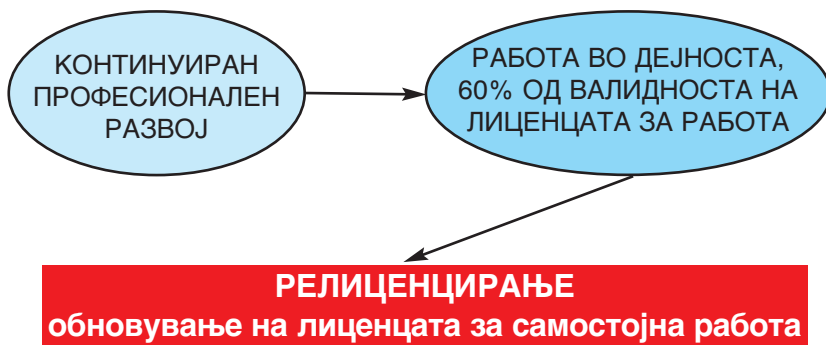 КОНТИНУИРАН
ПРОФЕСИОНАЛЕН
РАЗВОЈ
РАБОТА ВО ДЕЈНОСТА,
60% ОД ВАЛИДНОСТА НА
ЛИЦЕНЦАТА ЗА РАБОТА
РЕЛИЦЕНЦИРАЊЕ
обновување на лиценцата за самостојна работа